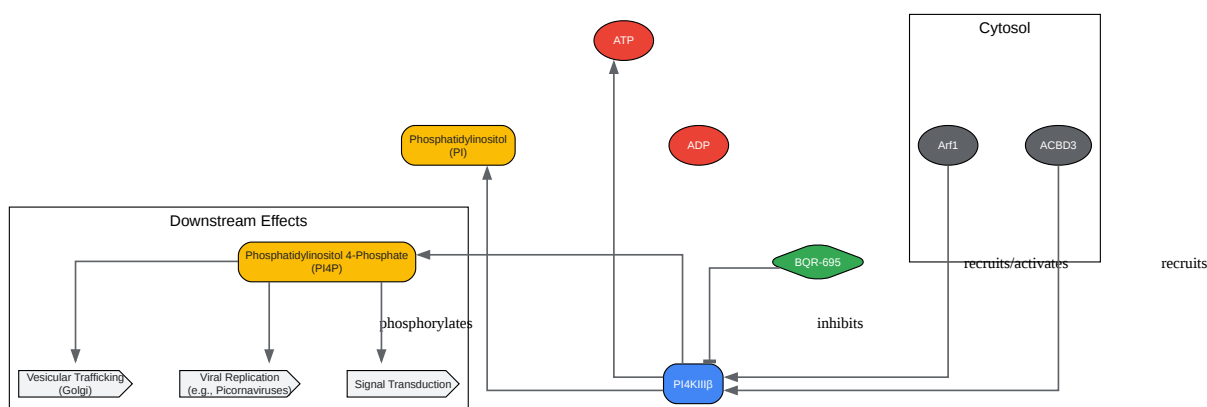 Cytosol
ATP
Phosphatidylinositol
(PI)
ADP
Arf1
ACBD3
Downstream Effects
Phosphatidylinositol 4-Phosphate
(PI4P)
BQR-695
recruits/activates
recruits
phosphorylates
inhibits
Vesicular Trafficking
(Golgi)
Viral Replication
(e.g., Picornaviruses)
Signal Transduction
PI4KIIIβ